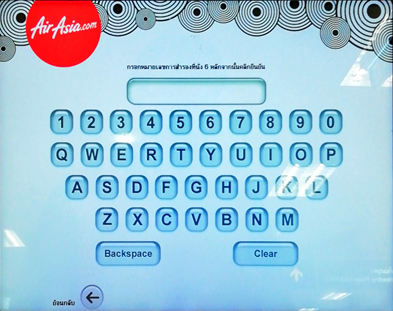 AirAsia.com
กรอกหมายเลขการสำรองที่นั่ง 6 หลักจากนั้นคลิกยืนยัน
1 2 3 4 5 6 7 8 9 0
Q W E R T Y U I O P
A S D F G H J K L
Z X C V B N M
Backspace Clear
ย้อนกลับ